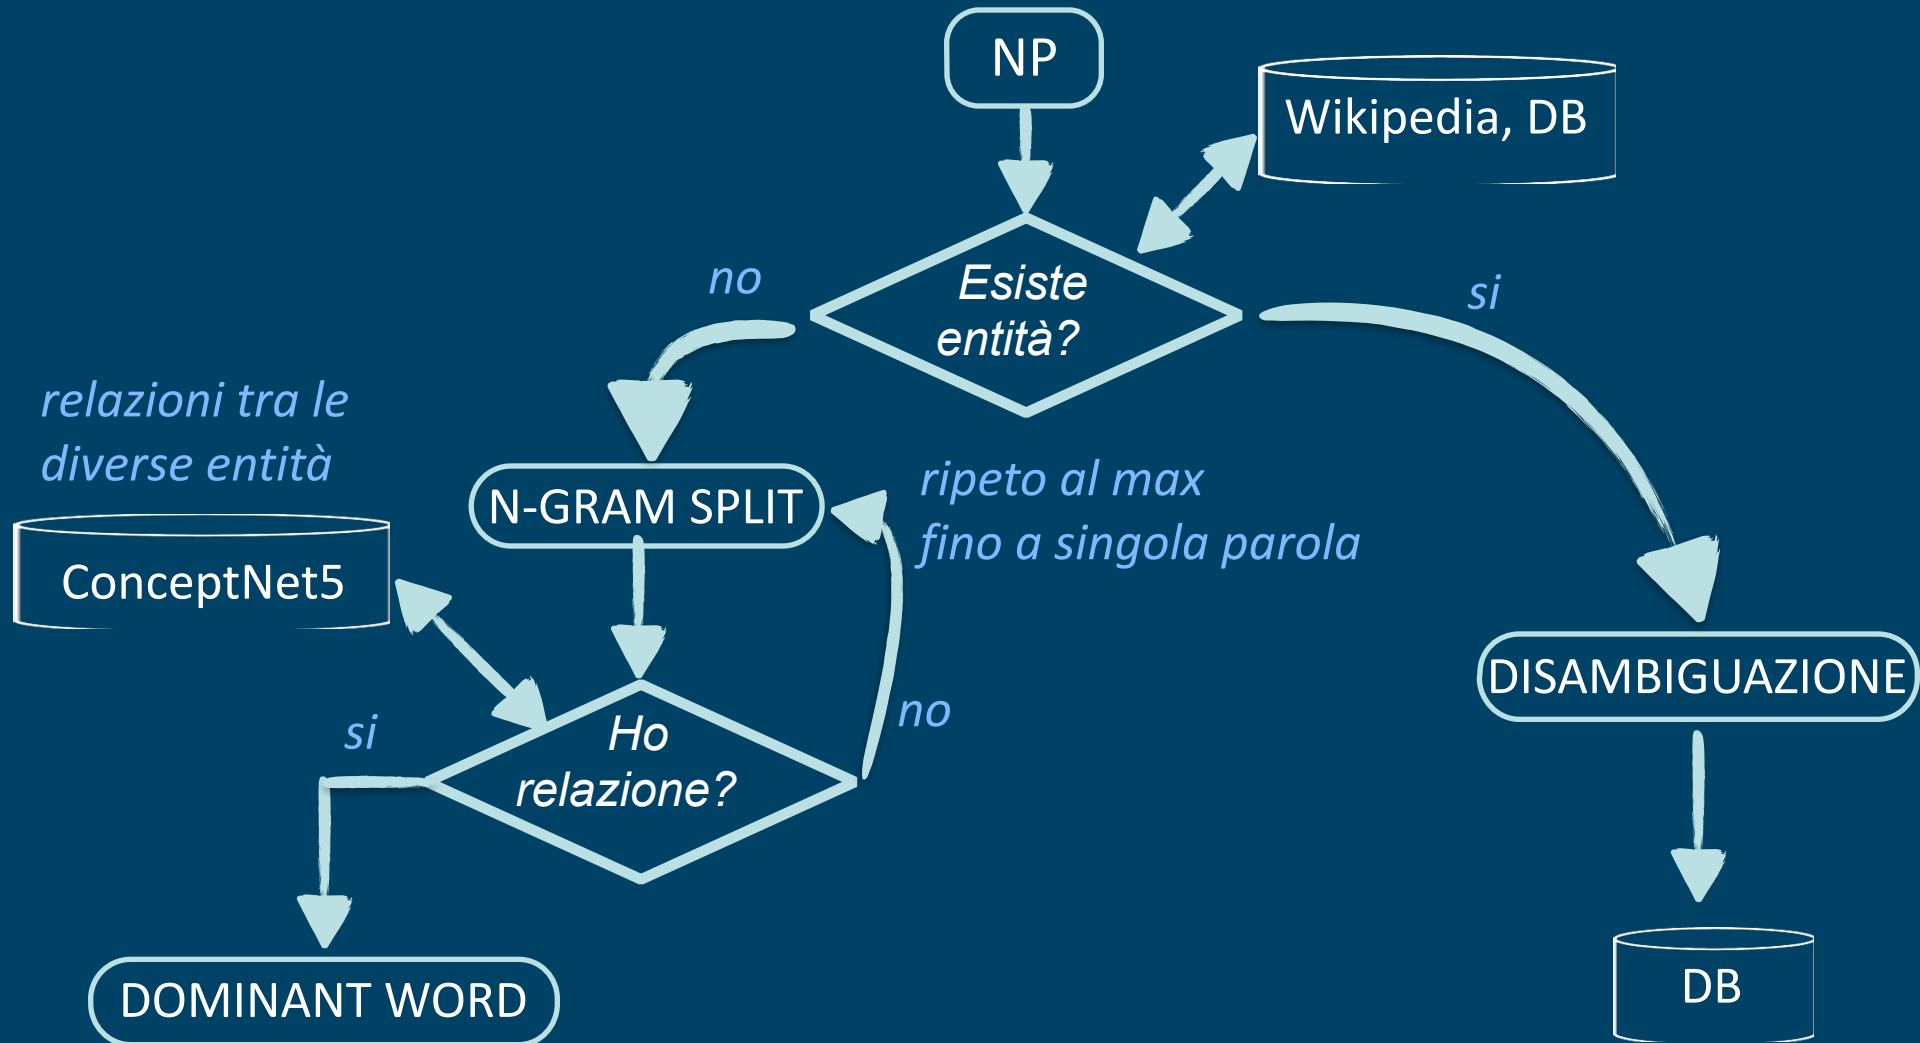 NP
Wikipedia, DB
no
Esiste
entità?
si
relazioni tra le
diverse entità
N-GRAM SPLIT
ripeto al max
fino a singola parola
ConceptNet5
DISAMBIGUAZIONE
si
Ho
relazione?
no
DOMINANT WORD
DB